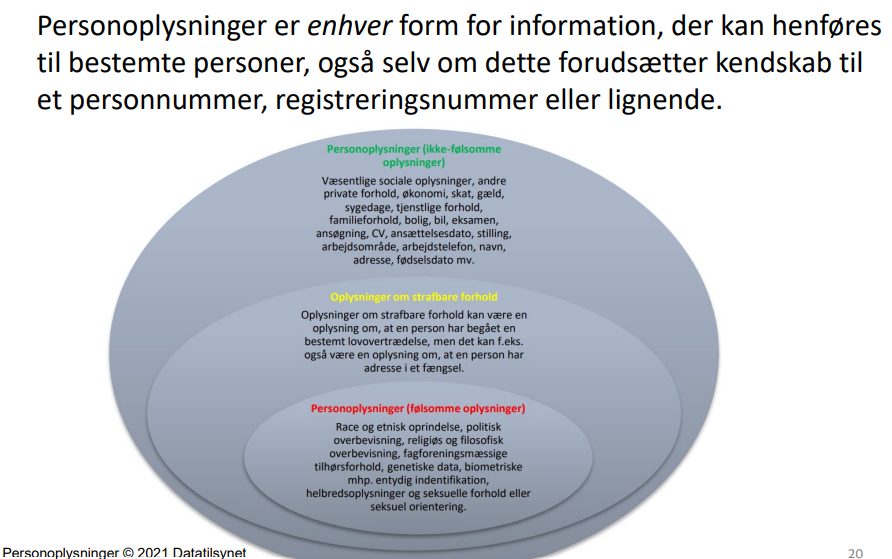 Personoplysninger er enhver form for information, der kan henføres
til bestemte personer, også selv om dette forudsætter kendskab til
et personnummer, registreringsnummer eller lignende.
Personoplysninger (ikke-følsomme
oplysninger)
Væsentlige sociale oplysninger, andre
private forhold, økonomi, skat, gæld,
sygedage, tjenstlige forhold,
familieforhold, bolig, bil, eksamen,
ansøgning, CV, ansættelsesdato, stilling,
arbejdsområde, arbejdstelefon, navn,
adresse, fødselsdato mv.
Oplysninger om strafbare forhold
Oplysninger om strafbare forhold kan være en
oplysning om, at en person har begået en
bestemt lovovertrædelse, men det kan f.eks.
også være en oplysning om, at en person har
adresse i et fængsel.
Personoplysninger (følsomme oplysninger)
Race og etnisk oprindelse, politisk
overbevisning, religiøs og filosofisk
overbevisning, fagforeningsmæssige
tilhørsforhold, genetiske data, biometriske
mhp. entydig indentifikation,
helbredsoplysninger og seksuelle forhold eller
seksuel orientering.
Personoplysninger © 2021 Datatilsynet
20